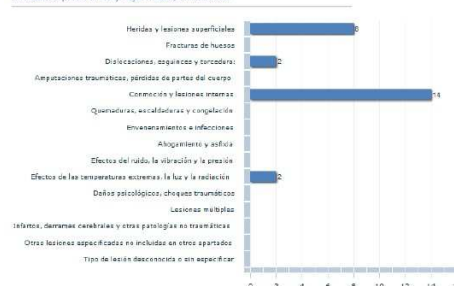 Heridas y lesiones superficiales 8
Fracturas de huesos
Dislocaciones, esguinces y torceduras 2
Amputaciones traumáticas, pérdidas de partes del cuerpo
Conmoción y lesiones internas 14
Quemaduras, escaldaduras y congelación
Envenenamientos e infecciones
Ahogamiento y asfixia
Efectos del ruido, la vibración y la presión
Efectos de las temperaturas extremas, la luz y la radiación 2
Daños psicológicos, choques traumáticos
Lesiones múltiples
Infartos, derrames cerebrales y otras patologías no traumáticas
Otras lesiones especificadas no incluidas en otros apartados
Tipo de lesión desconocida o sin especificar